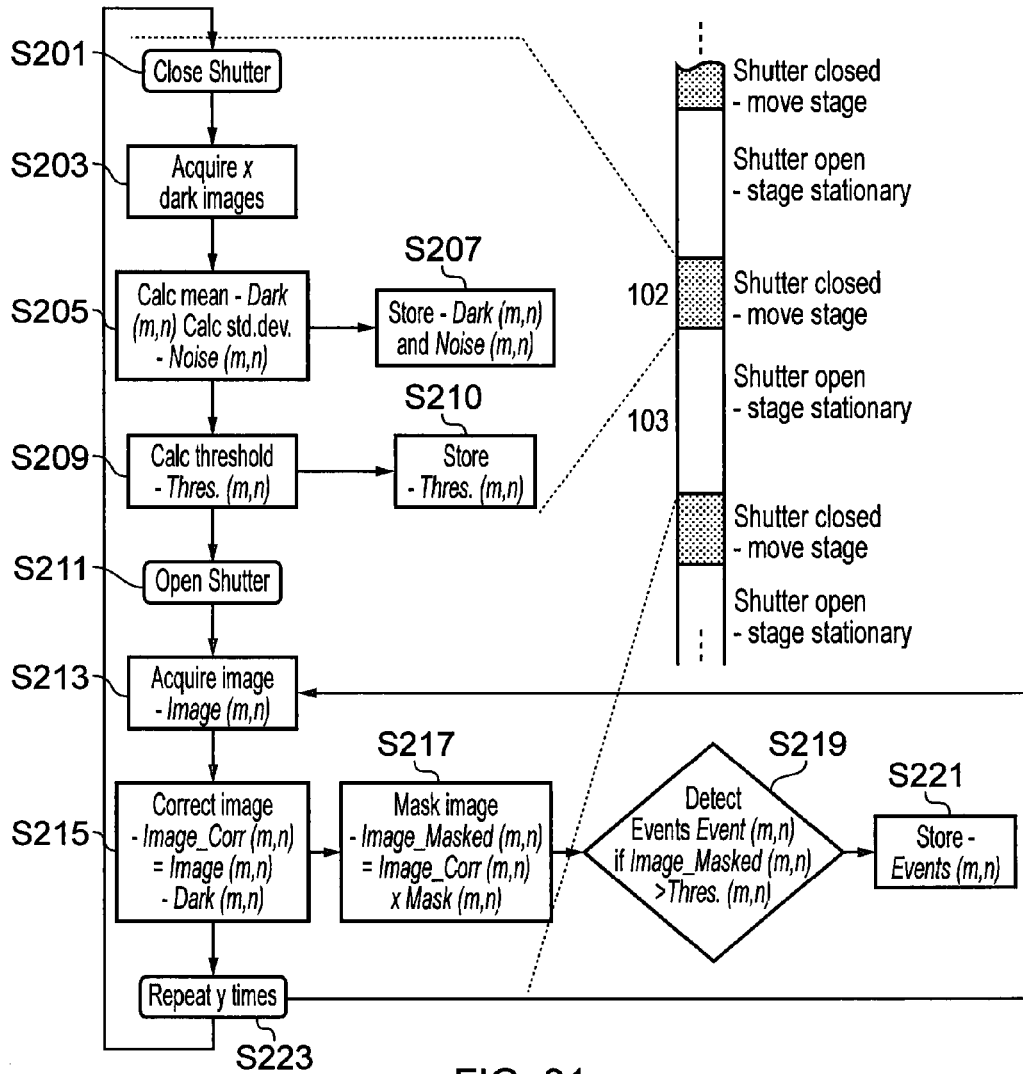 S201
Close Shutter
S203
Acquire x
dark images
S205
Calc mean - Dark
(m,n) Calc std.dev.
- Noise (m,n)
S207
Store - Dark (m,n)
and Noise (m,n)
S209
Calc threshold
- Thres. (m,n)
S210
Store
- Thres. (m,n)
S211
Open Shutter
S213
Acquire image
- Image (m,n)
S215
Correct image
- Image_Corr (m,n)
= Image (m,n)
- Dark (m,n)
S217
Mask image
- Image_Masked (m,n)
= Image_Corr (m,n)
x Mask (m,n)
S219
Detect
Events Event (m,n)
if Image_Masked (m,n)
>Thres. (m,n)
S221
Store -
Events (m,n)
Repeat y times
S223
Shutter closed
- move stage
Shutter open
- stage stationary
102
Shutter closed
- move stage
103
Shutter open
- stage stationary
Shutter closed
- move stage
Shutter open
- stage stationary